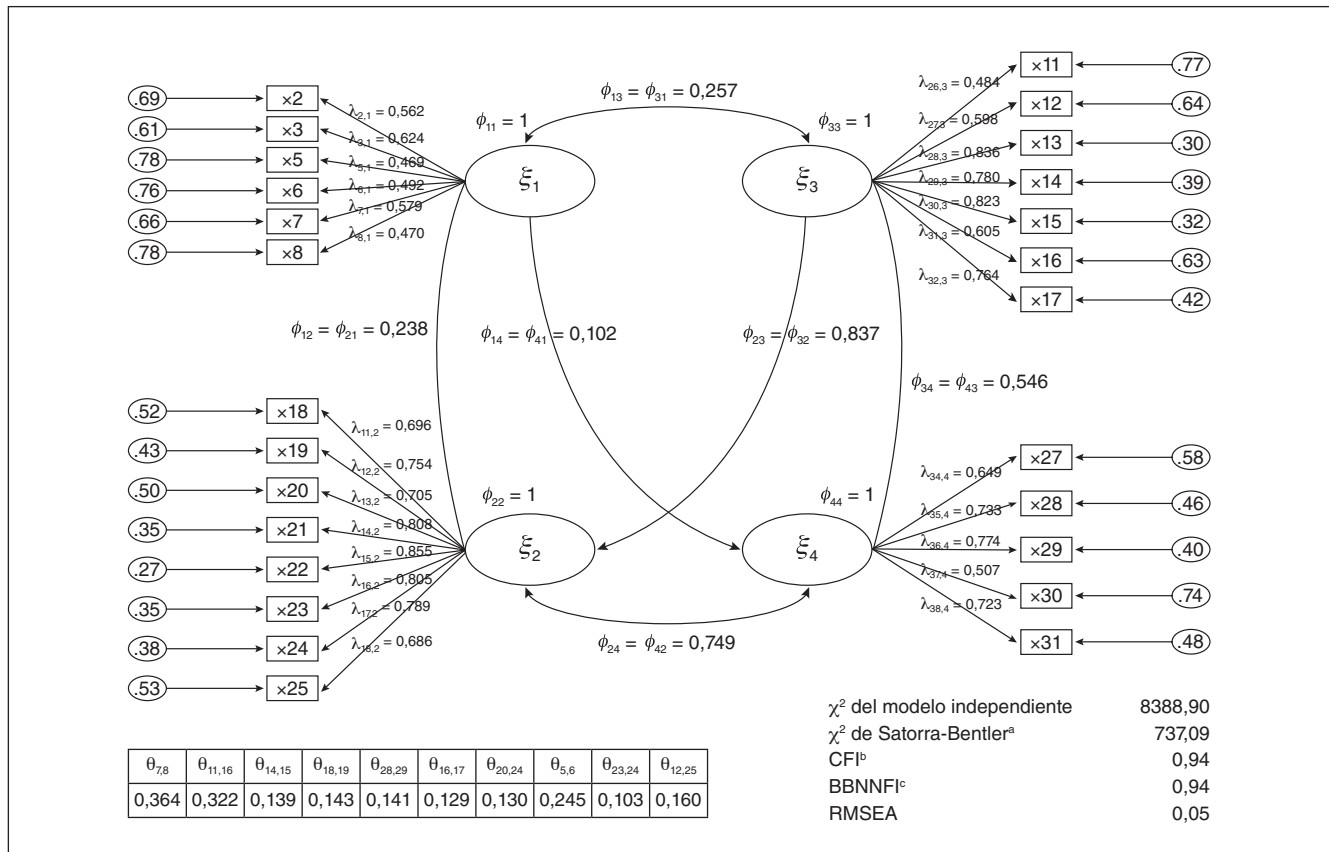 ϕ13 = ϕ31 = 0,257
ϕ11 = 1
ϕ33 = 1
ξ1
ξ3
.69 ×2 λ2,1 = 0,562
.61 ×3 λ3,1 = 0,624
.78 ×5 λ5,1 = 0,469
.76 ×6 λ6,1 = 0,492
.66 ×7 λ7,1 = 0,579
.78 ×8 λ8,1 = 0,470
λ26,3 = 0,484 ×11 .77
λ27,3 = 0,598 ×12 .64
λ28,3 = 0,836 ×13 .30
λ29,3 = 0,780 ×14 .39
λ30,3 = 0,823 ×15 .32
λ31,3 = 0,605 ×16 .63
λ32,3 = 0,764 ×17 .42
ϕ12 = ϕ21 = 0,238
ϕ14 = ϕ41 = 0,102
ϕ23 = ϕ32 = 0,837
ϕ34 = ϕ43 = 0,546
.52 ×18 λ11,2 = 0,696
.43 ×19 λ12,2 = 0,754
.50 ×20 λ13,2 = 0,705
.35 ×21 λ14,2 = 0,808
.27 ×22 λ15,2 = 0,855
.35 ×23 λ16,2 = 0,805
.38 ×24 λ17,2 = 0,789
.53 ×25 λ18,2 = 0,686
ϕ22 = 1
ϕ44 = 1
ξ2
ξ4
λ34,4 = 0,649 ×27 .58
λ35,4 = 0,733 ×28 .46
λ36,4 = 0,774 ×29 .40
λ37,4 = 0,507 ×30 .74
λ38,4 = 0,723 ×31 .48
ϕ24 = ϕ42 = 0,749
θ7,8 θ11,16 θ14,15 θ18,19 θ28,29 θ16,17 θ20,24 θ5,6 θ23,24 θ12,25
0,364 0,322 0,139 0,143 0,141 0,129 0,130 0,245 0,103 0,160
χ² del modelo independiente 8388,90
χ² de Satorra-Bentlerᵃ 737,09
CFIᵇ 0,94
BBNNFIᶜ 0,94
RMSEA 0,05